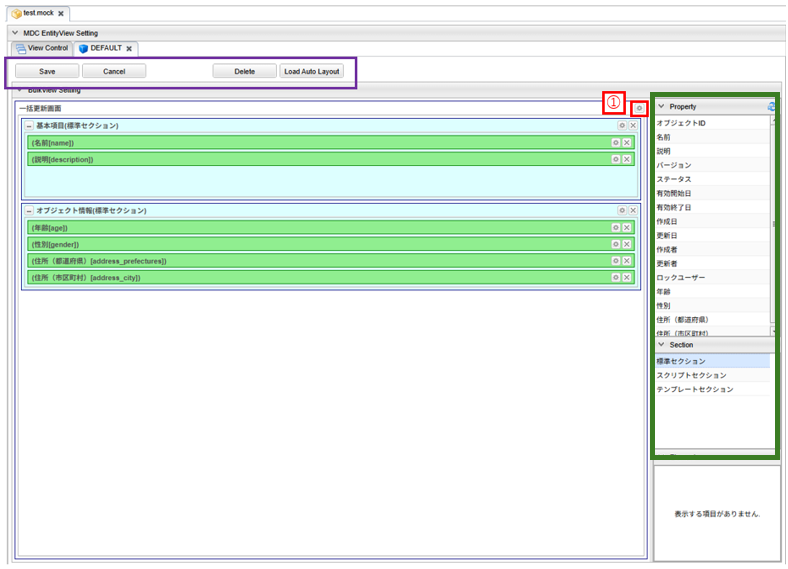 test.mock
MDC EntityView Setting
View Control
DEFAULT
Save
Cancel
Delete
Load Auto Layout
BulkView Setting
一括更新画面
①
基本項目(標準セクション)
(名前[name])
(説明[description])
オブジェクト情報(標準セクション)
(年齢[age])
(性別[gender])
(住所（都道府県）[address_prefectures])
(住所（市区町村）[address_city])
Property
オブジェクトID
名前
説明
バージョン
ステータス
有効開始日
有効終了日
作成日
更新日
作成者
更新者
ロックユーザー
年齢
性別
住所（都道府県）
住所（市区町村）
Section
標準セクション
スクリプトセクション
テンプレートセクション
表示する項目がありません.